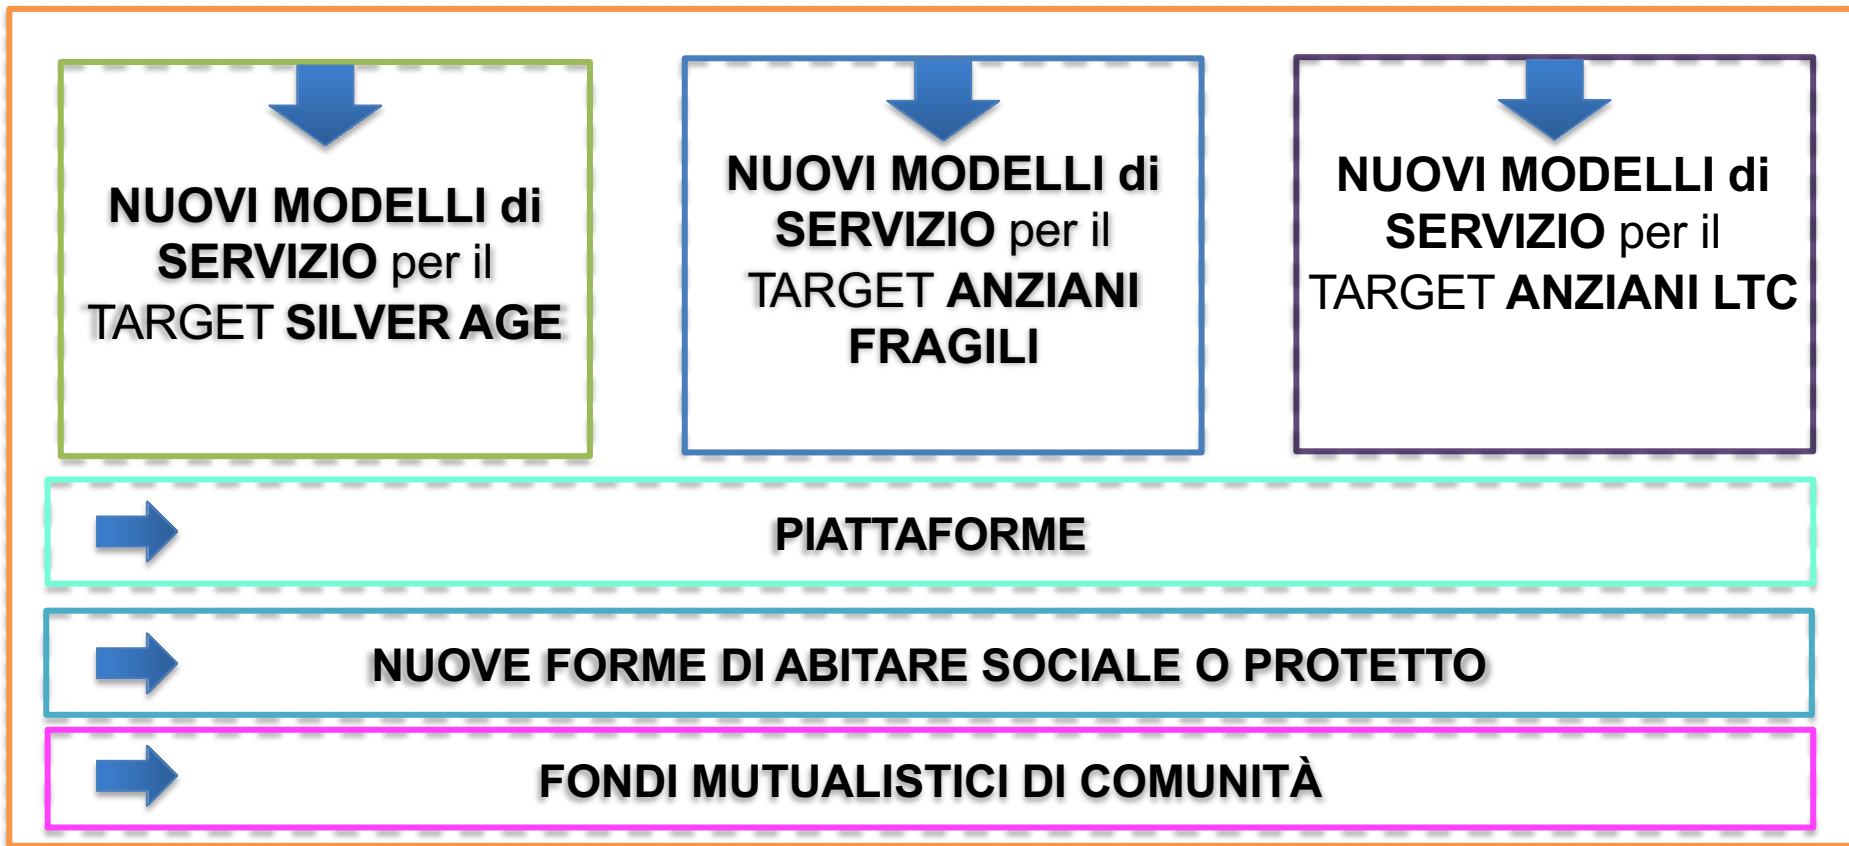 NUOVI MODELLI di
SERVIZIO per il
TARGET SILVER AGE
NUOVI MODELLI di
SERVIZIO per il
TARGET ANZIANI
FRAGILI
NUOVI MODELLI di
SERVIZIO per il
TARGET ANZIANI LTC
PIATTAFORME
NUOVE FORME DI ABITARE SOCIALE O PROTETTO
FONDI MUTUALISTICI DI COMUNITÀ